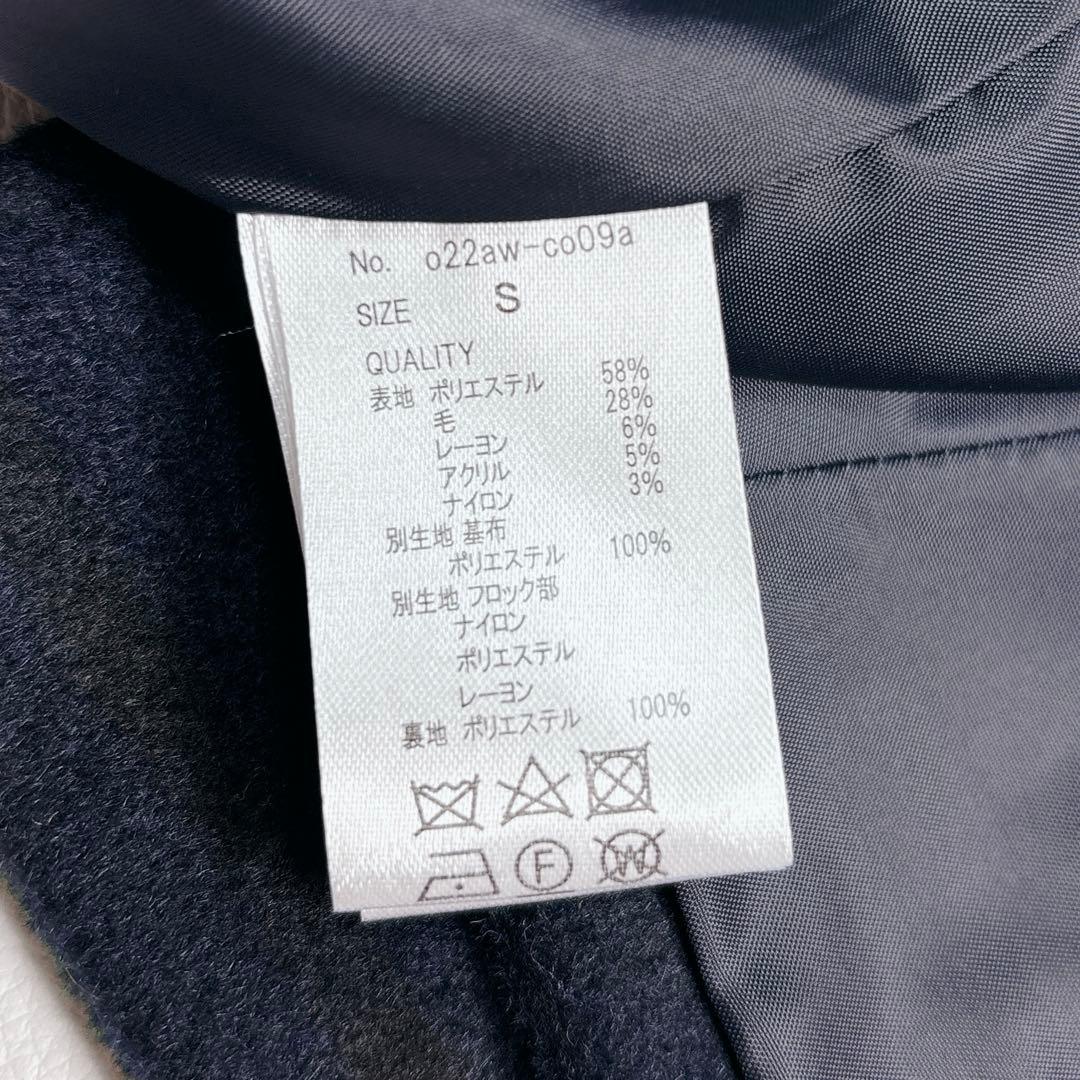 No. o22aw-co09a
SIZE S
QUALITY
表地 ポリエステル 58%
毛 28%
レーヨン 6%
アクリル 5%
ナイロン 3%
別生地 基布
ポリエステル 100%
別生地 フロック部
ナイロン
ポリエステル
レーヨン
裏地 ポリエステル 100%
F
W